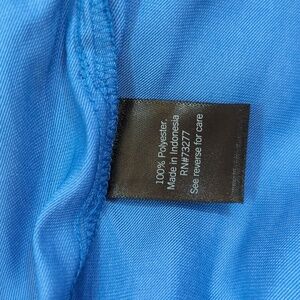 100% Polyester.
Made in Indonesia
RN#73277
See reverse for care